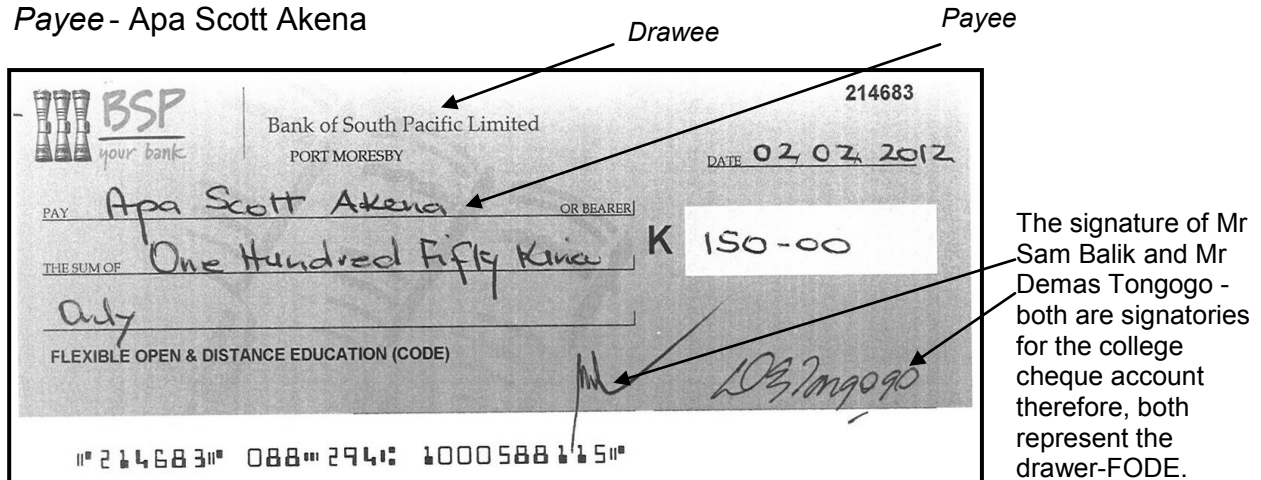 Payee - Apa Scott Akena
Drawee
Payee
BSP
your bank
Bank of South Pacific Limited
PORT MORESBY
214683
DATE 02 02 2012
PAY Apa Scott Akena OR BEARER
THE SUM OF One Hundred Fifty Kina
K 150-00
Only
FLEXIBLE OPEN & DISTANCE EDUCATION (CODE)
The signature of Mr
Sam Balik and Mr
Demas Tongogo -
both are signatories
for the college
cheque account
therefore, both
represent the
drawer-FODE.
⑈214683⑈ 088⑉294⑆ 1000588115⑈